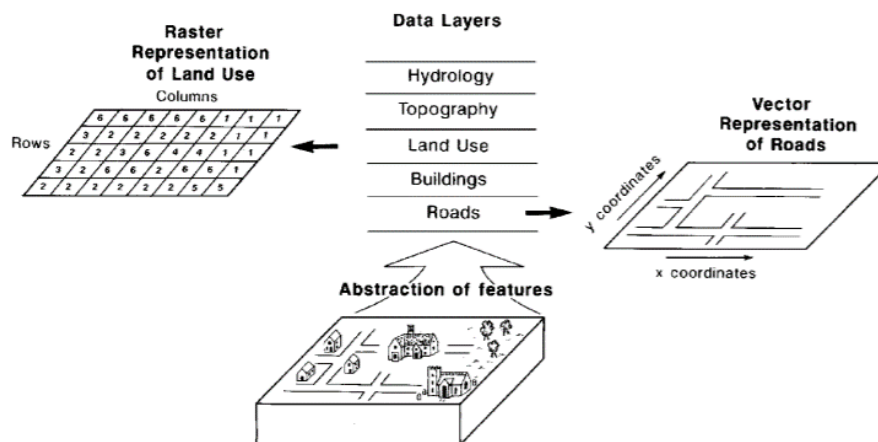 Data Layers
Raster
Representation
of Land Use
Columns
Rows
6 6 6 6 6 1 1 1
3 2 2 2 2 2 1 1
2 2 3 6 4 4 1 1
3 2 6 6 2 6 6 1
2 2 2 2 2 2 5 5
Hydrology
Topography
Land Use
Buildings
Roads
Vector
Representation
of Roads
y coordinates
x coordinates
Abstraction of features